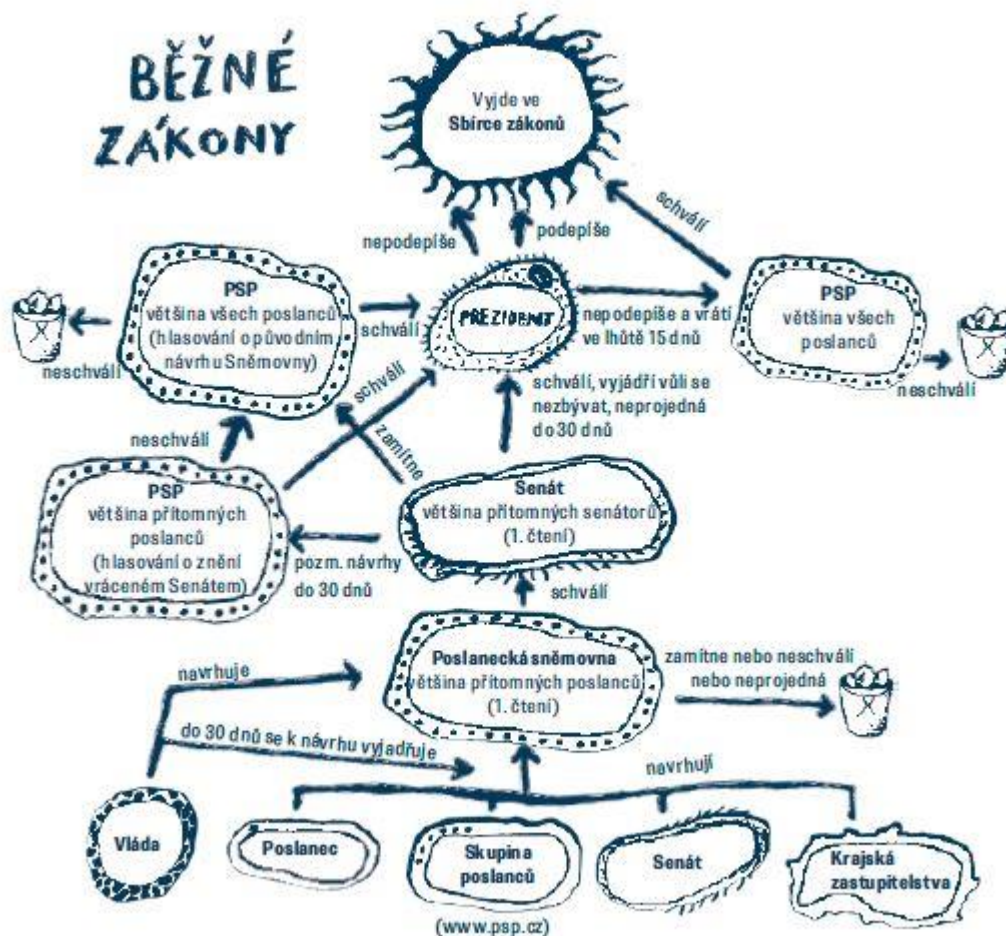 BĚŽNÉ
ZÁKONY
Vyjde ve
Sbírce zákonů
schválí
nepodepíše
podepíše
PSP
většina všech poslanců
(hlasování o původním
návrhu Sněmovny)
neschválí
schválí
PREZIDENT
nepodepíše a vrátí
ve lhůtě 15 dnů
PSP
většina všech
poslanců
neschválí
schválí
schválí, vyjádří vůli se
nezbývat, neprojedná
do 30 dnů
zamítne
neschválí
PSP
většina přítomných
poslanců
(hlasování o znění
vráceném Senátem)
pozm. návrhy
do 30 dnů
Senát
většina přítomných senátorů
(1. čtení)
schválí
navrhuje
Poslanecká sněmovna
většina přítomných poslanců
(1. čtení)
zamítne nebo neschválí
nebo neprojedná
do 30 dnů se k návrhu vyjadřuje
navrhují
Vláda
Poslanec
Skupina
poslanců
Senát
Krajská
zastupitelstva
(www.psp.cz)